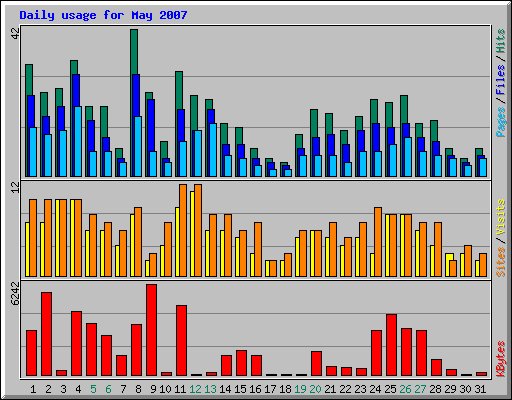 Daily usage for May 2007
42
Pages / Files / Hits
12
Sites / Visits
6242
KBytes
1 2 3 4 5 6 7 8 9 10 11 12 13 14 15 16 17 18 19 20 21 22 23 24 25 26 27 28 29 30 31